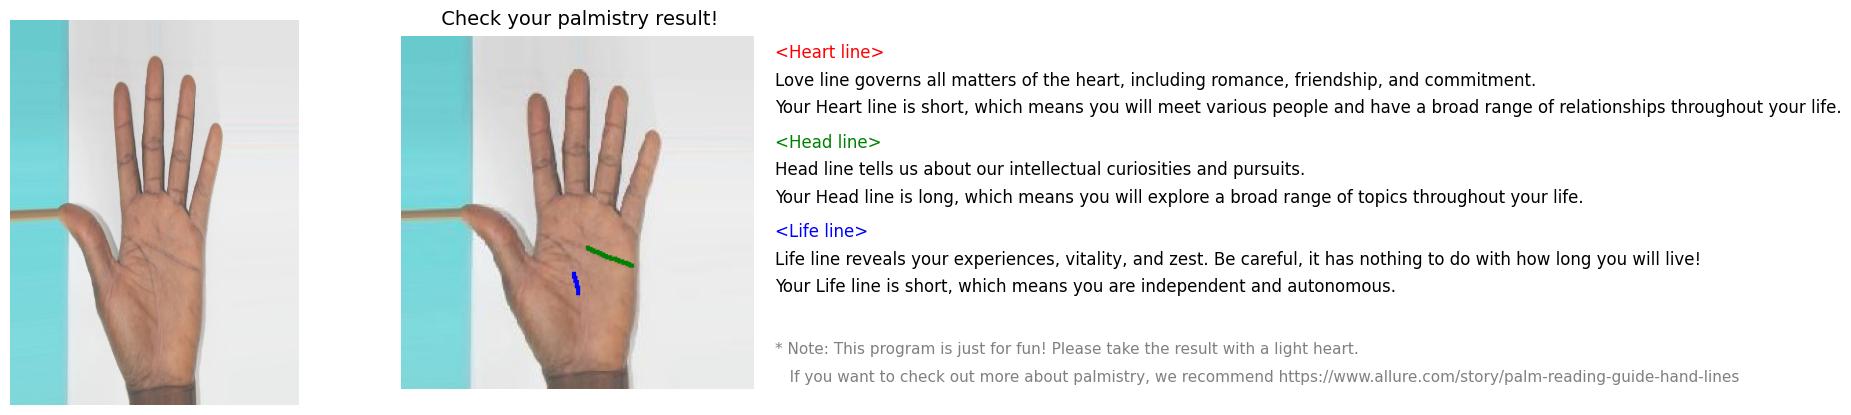 Check your palmistry result!
<Heart line>
Love line governs all matters of the heart, including romance, friendship, and commitment.
Your Heart line is short, which means you will meet various people and have a broad range of relationships throughout your life.
<Head line>
Head line tells us about our intellectual curiosities and pursuits.
Your Head line is long, which means you will explore a broad range of topics throughout your life.
<Life line>
Life line reveals your experiences, vitality, and zest. Be careful, it has nothing to do with how long you will live!
Your Life line is short, which means you are independent and autonomous.
* Note: This program is just for fun! Please take the result with a light heart.
If you want to check out more about palmistry, we recommend https://www.allure.com/story/palm-reading-guide-hand-lines